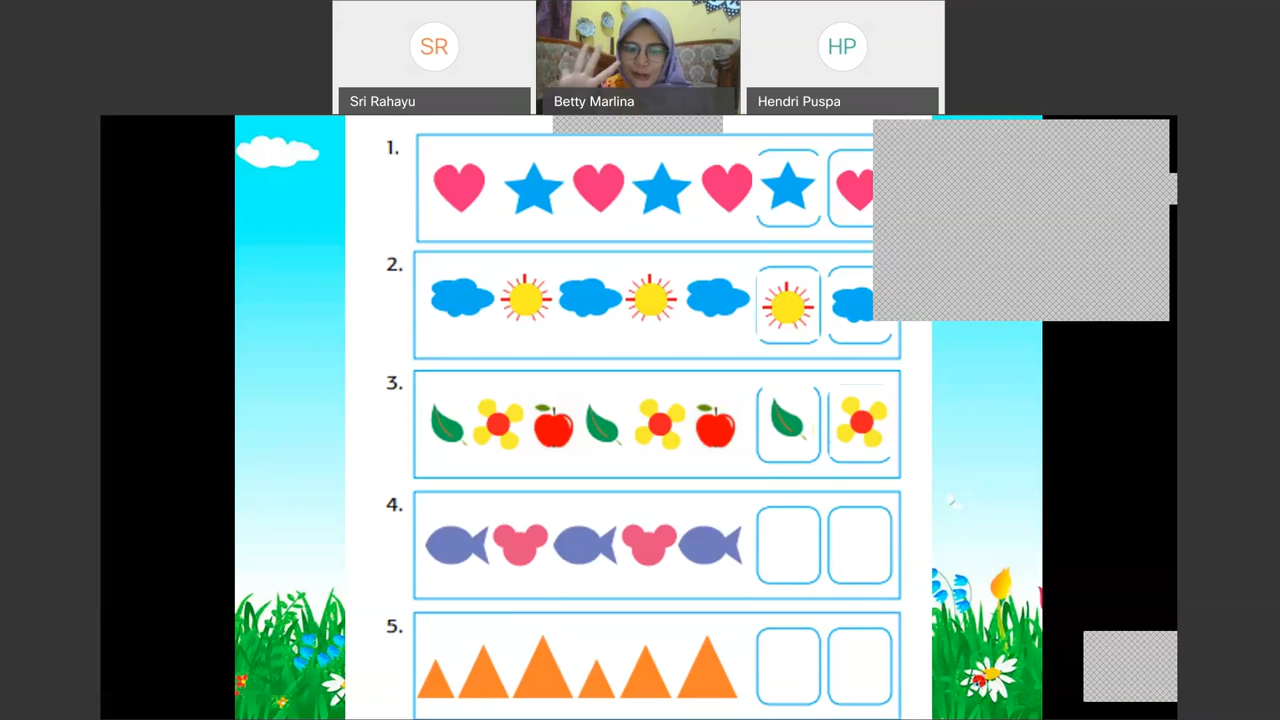 SR
HP
Sri Rahayu
Betty Marlina
Hendri Puspa
1.
2.
3.
4.
5.